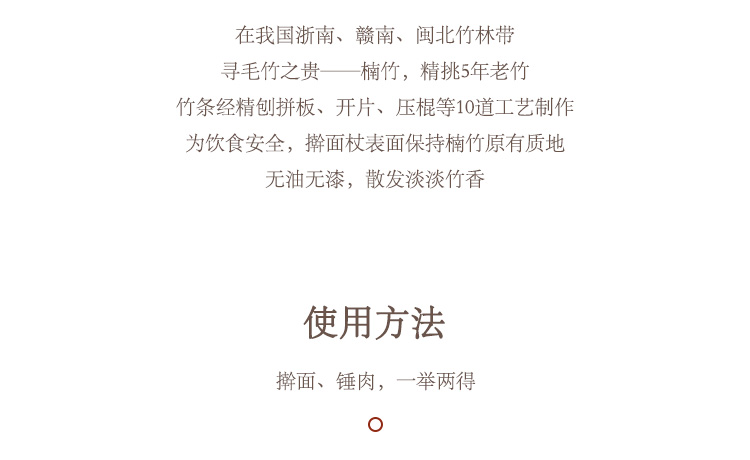 在我国浙南、赣南、闽北竹林带
寻毛竹之贵——楠竹，精挑5年老竹
竹条经精刨拼板、开片、压棍等10道工艺制作
为饮食安全，擀面杖表面保持楠竹原有质地
无油无漆，散发淡淡竹香
使用方法
擀面、锤肉，一举两得